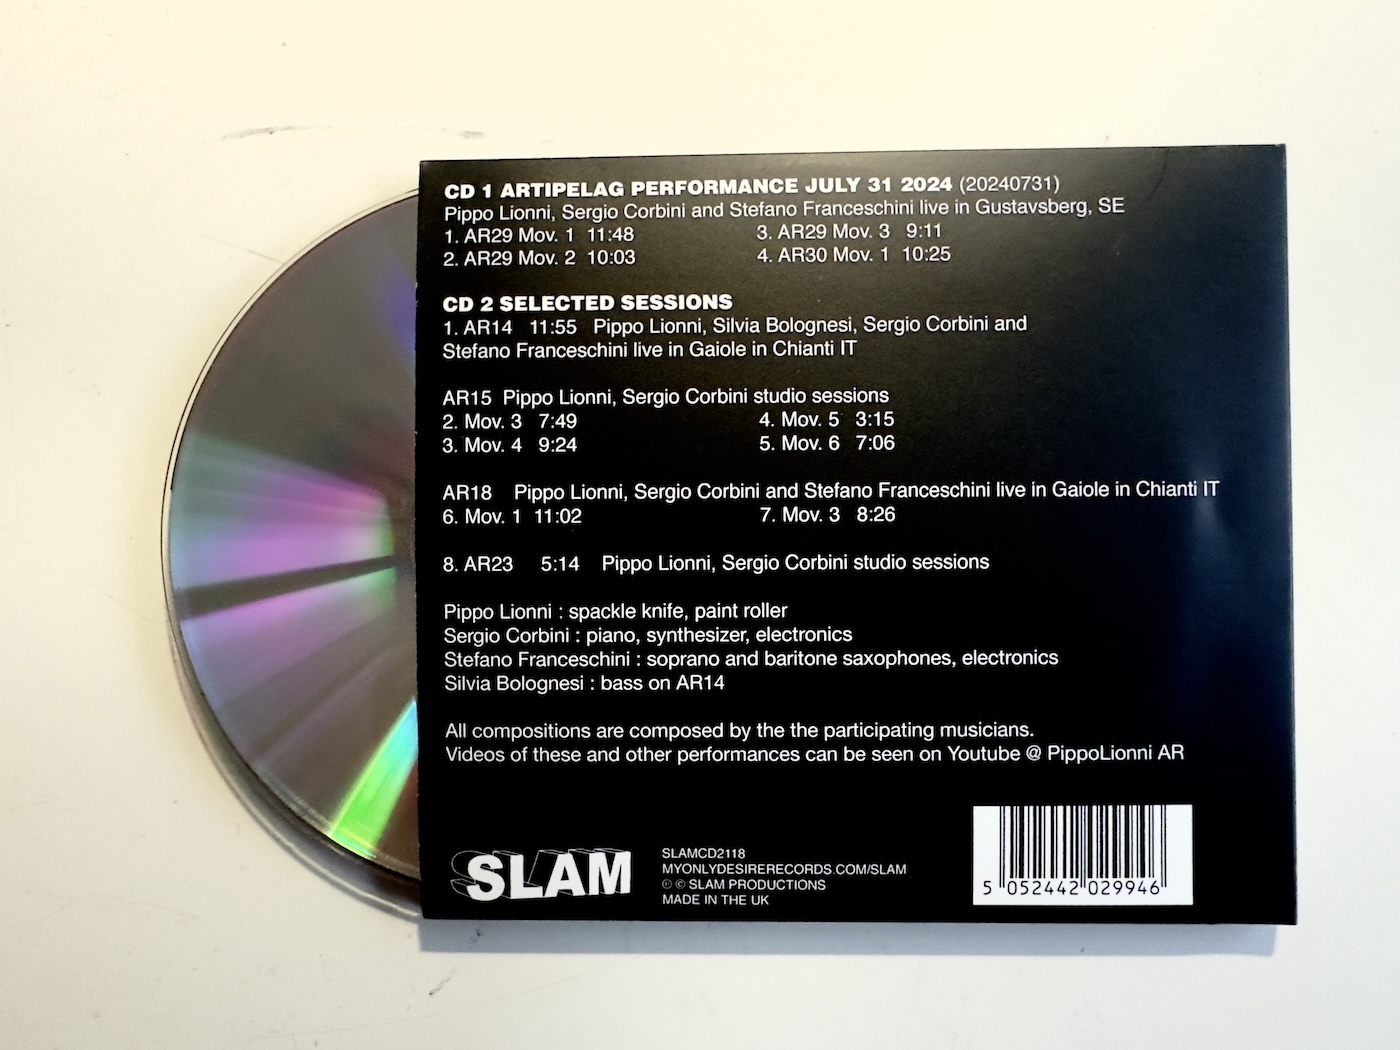 CD 1 ARTIPELAG PERFORMANCE JULY 31 2024 (20240731)
Pippo Lionni, Sergio Corbini and Stefano Franceschini live in Gustavsberg, SE
1. AR29 Mov. 1 11:48 3. AR29 Mov. 3 9:11
2. AR29 Mov. 2 10:03 4. AR30 Mov. 1 10:25
CD 2 SELECTED SESSIONS
1. AR14 11:55 Pippo Lionni, Silvia Bolognesi, Sergio Corbini and
Stefano Franceschini live in Gaiole in Chianti IT
AR15 Pippo Lionni, Sergio Corbini studio sessions
2. Mov. 3 7:49 4. Mov. 5 3:15
3. Mov. 4 9:24 5. Mov. 6 7:06
AR18 Pippo Lionni, Sergio Corbini and Stefano Franceschini live in Gaiole in Chianti IT
6. Mov. 1 11:02 7. Mov. 3 8:26
8. AR23 5:14 Pippo Lionni, Sergio Corbini studio sessions
Pippo Lionni : spackle knife, paint roller
Sergio Corbini : piano, synthesizer, electronics
Stefano Franceschini : soprano and baritone saxophones, electronics
Silvia Bolognesi : bass on AR14
All compositions are composed by the the participating musicians.
Videos of these and other performances can be seen on Youtube @ PippoLionni AR
SLAM
SLAMCD2118
MYONLYDESIRERECORDS.COM/SLAM
℗ © SLAM PRODUCTIONS
MADE IN THE UK
5 052442 029946